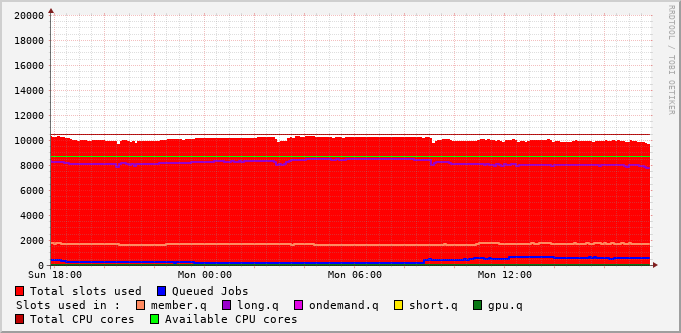 20000
18000
16000
14000
12000
10000
8000
6000
4000
2000
0
Sun 18:00 Mon 00:00 Mon 06:00 Mon 12:00
Total slots used Queued Jobs
Slots used in : member.q long.q ondemand.q short.q gpu.q
Total CPU cores Available CPU cores
RRDTOOL / TOBI OETIKER